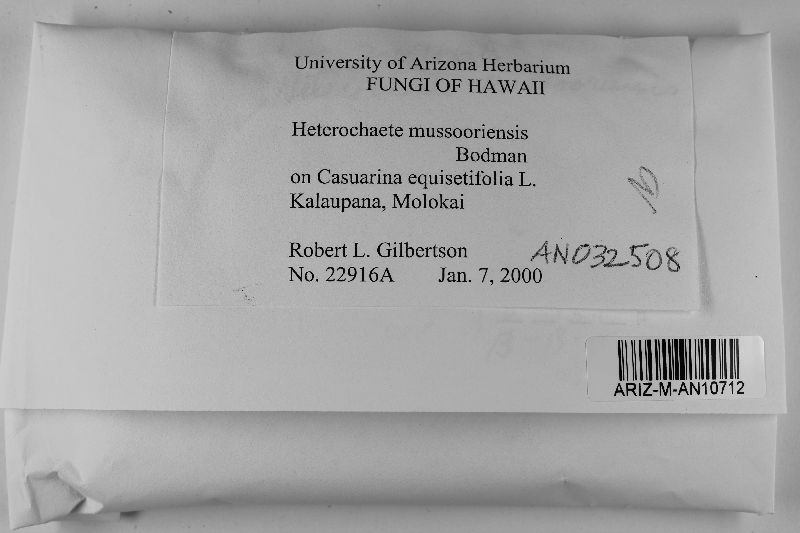 University of Arizona Herbarium
FUNGI OF HAWAII
Heterochaete mussooriensis
Bodman
on Casuarina equisetifolia L.
Kalaupana, Molokai
Robert L. Gilbertson
No. 22916A Jan. 7, 2000
AN032508
ARIZ-M-AN10712